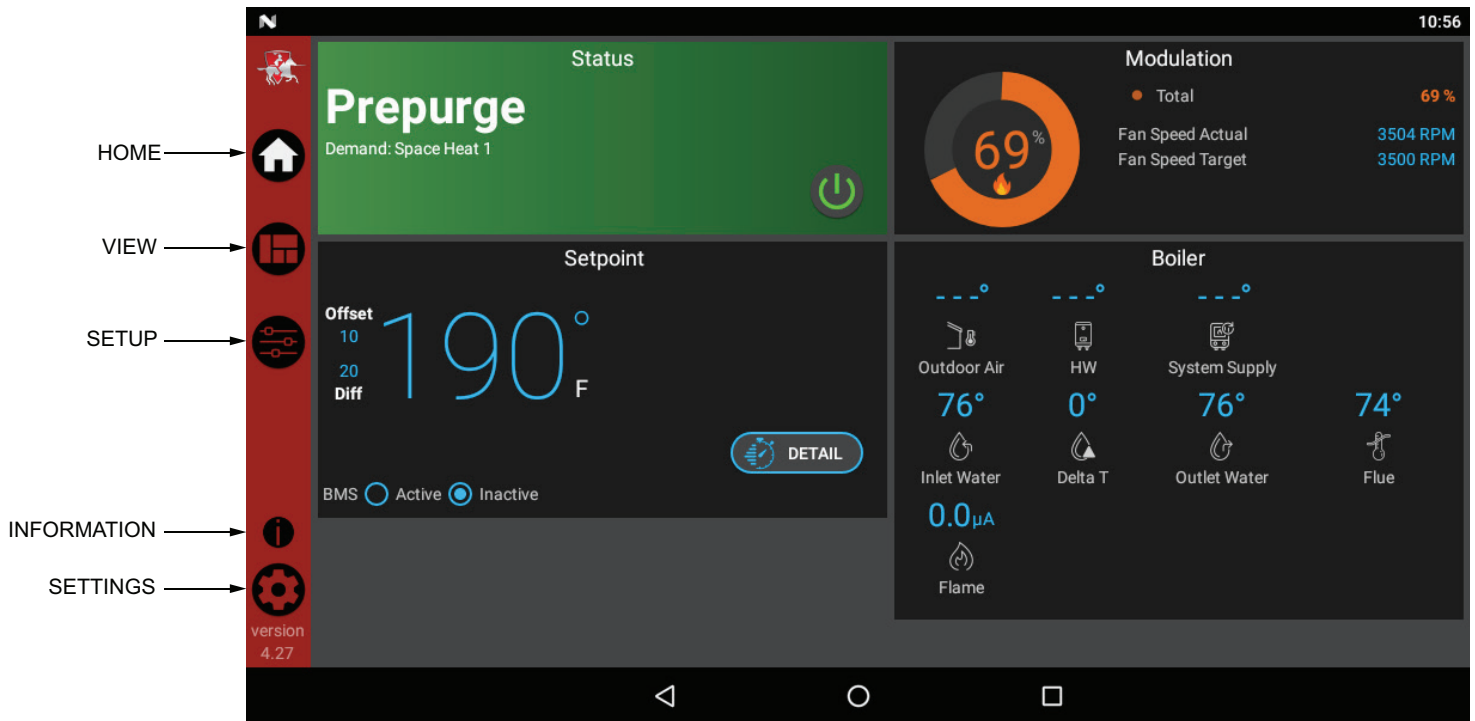 10:56
HOME
VIEW
SETUP
INFORMATION
SETTINGS
version
4.27
Status
Prepurge
Demand: Space Heat 1
Modulation
69%
Total 69 %
Fan Speed Actual 3504 RPM
Fan Speed Target 3500 RPM
Setpoint
Offset
10
20
Diff
190° F
DETAIL
BMS Active Inactive
Boiler
- - -° - - -° - - -°
Outdoor Air HW System Supply
76° 0° 76° 74°
Inlet Water Delta T Outlet Water Flue
0.0µA
Flame